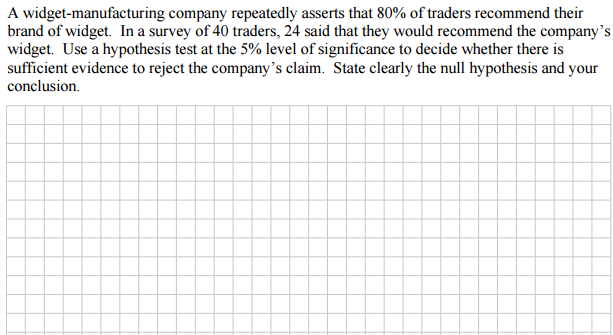 A widget-manufacturing company repeatedly asserts that 80% of traders recommend their
brand of widget.  In a survey of 40 traders, 24 said that they would recommend the company’s
widget.  Use a hypothesis test at the 5% level of significance to decide whether there is
sufficient evidence to reject the company’s claim.  State clearly the null hypothesis and your
conclusion.